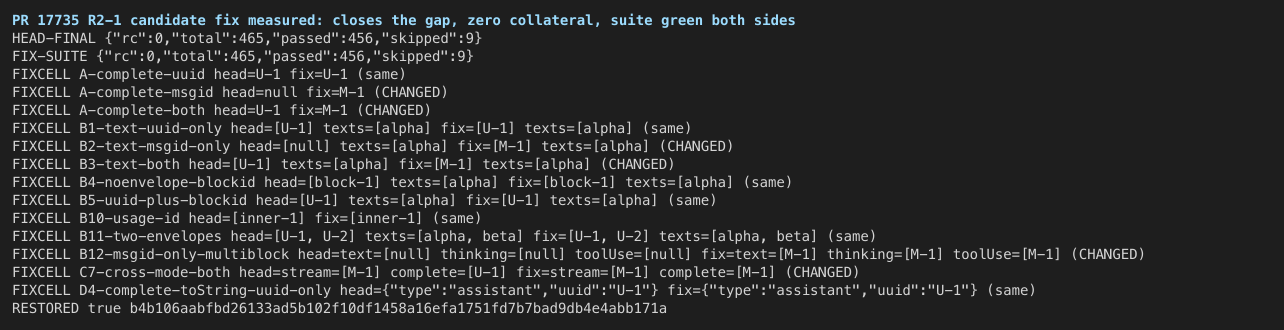 PR 17735 R2-1 candidate fix measured: closes the gap, zero collateral, suite green both sides
HEAD-FINAL {"rc":0,"total":465,"passed":456,"skipped":9}
FIX-SUITE {"rc":0,"total":465,"passed":456,"skipped":9}
FIXCELL A-complete-uuid head=U-1 fix=U-1 (same)
FIXCELL A-complete-msgid head=null fix=M-1 (CHANGED)
FIXCELL A-complete-both head=U-1 fix=M-1 (CHANGED)
FIXCELL B1-text-uuid-only head=[U-1] texts=[alpha] fix=[U-1] texts=[alpha] (same)
FIXCELL B2-text-msgid-only head=[null] texts=[alpha] fix=[M-1] texts=[alpha] (CHANGED)
FIXCELL B3-text-both head=[U-1] texts=[alpha] fix=[M-1] texts=[alpha] (CHANGED)
FIXCELL B4-noenvelope-blockid head=[block-1] texts=[alpha] fix=[block-1] texts=[alpha] (same)
FIXCELL B5-uuid-plus-blockid head=[U-1] texts=[alpha] fix=[U-1] texts=[alpha] (same)
FIXCELL B10-usage-id head=[inner-1] fix=[inner-1] (same)
FIXCELL B11-two-envelopes head=[U-1, U-2] texts=[alpha, beta] fix=[U-1, U-2] texts=[alpha, beta] (same)
FIXCELL B12-msgid-only-multiblock head=text=[null] thinking=[null] toolUse=[null] fix=text=[M-1] thinking=[M-1] toolUse=[M-1] (CHANGED)
FIXCELL C7-cross-mode-both head=stream=[M-1] complete=[U-1] fix=stream=[M-1] complete=[M-1] (CHANGED)
FIXCELL D4-complete-toString-uuid-only head={"type":"assistant","uuid":"U-1"} fix={"type":"assistant","uuid":"U-1"} (same)
RESTORED true b4b106aabfbd26133ad5b102f10df1458a16efa1751fd7b7bad9db4e4abb171a